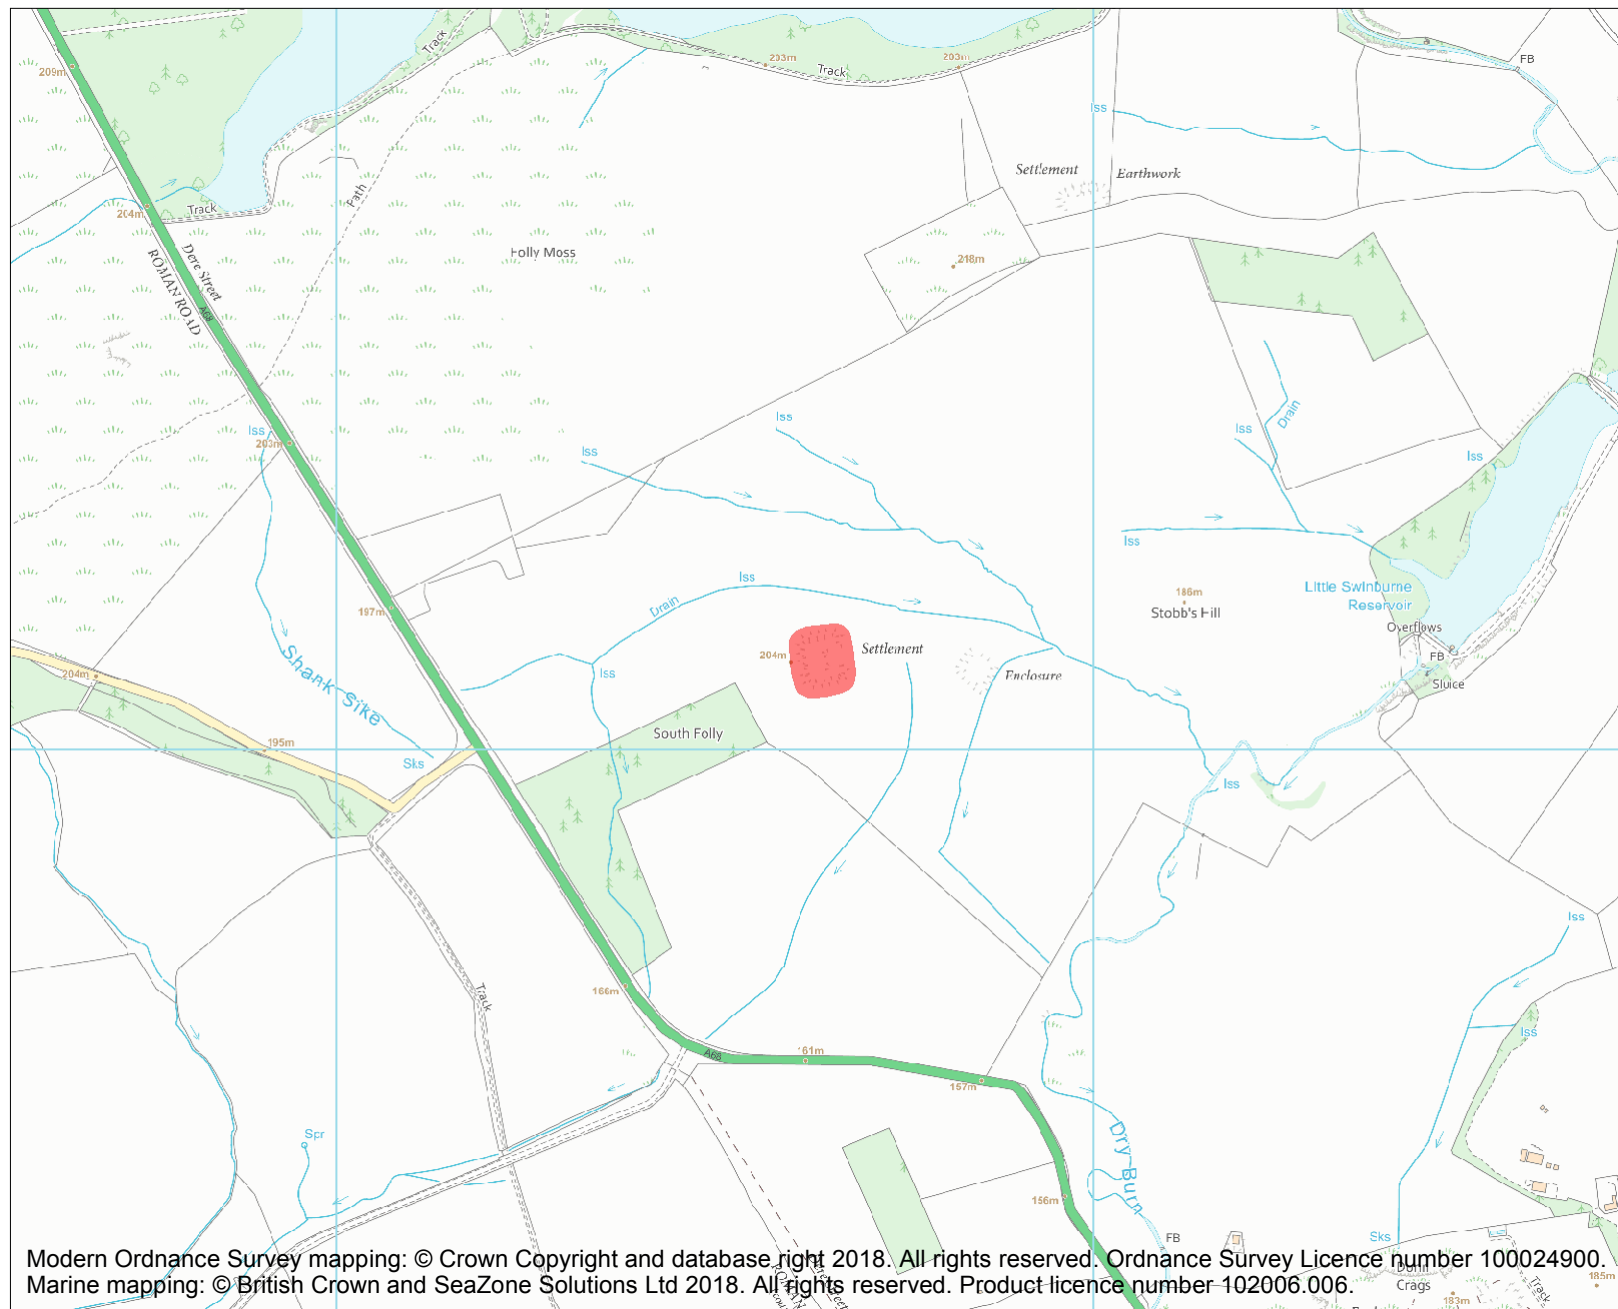 209m
Track
203m
Track
203m
FB
Iss
Settlement
Earthwork
Path
Track
204m
Dere Street
ROMAN ROAD
A68
Folly Moss
218m
Iss
203m
Iss
Iss
Drain
Iss
Iss
Iss
Iss
Drain
197m
186m
Stobb's Hill
Little Swinburne
Reservoir
Overflows
FB
Sluice
Shank Sike
204m
Settlement
Enclosure
Iss
204m
South Folly
195m
Sks
Iss
Iss
Track
166m
A68
161m
157m
Iss
Spr
Dry Burn
156m
FB
Sks
Modern Ordnance Survey mapping: © Crown Copyright and database right 2018. All rights reserved. Ordnance Survey Licence number 100024900.
Marine mapping: © British Crown and SeaZone Solutions Ltd 2018. All rights reserved. Product licence number 102006.006.
Crags
Track
183m
185m